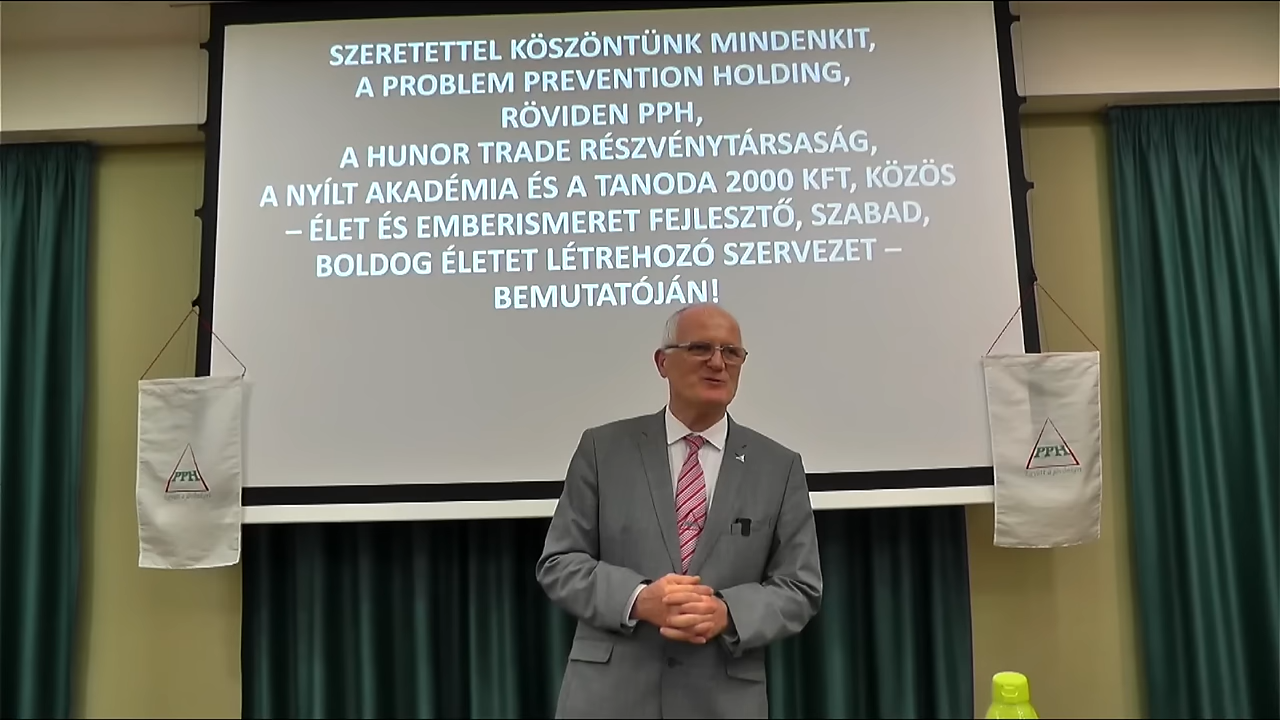 SZERETETTEL KÖSZÖNTÜNK MINDENKIT,
A PROBLEM PREVENTION HOLDING,
RÖVIDEN PPH,
A HUNOR TRADE RÉSZVÉNYTÁRSASÁG,
A NYÍLT AKADÉMIA ÉS A TANODA 2000 KFT, KÖZÖS
– ÉLET ÉS EMBERISMERET FEJLESZTŐ, SZABAD,
BOLDOG ÉLETET LÉTREHOZÓ SZERVEZET –
BEMUTATÓJÁN!
PPH
PPH